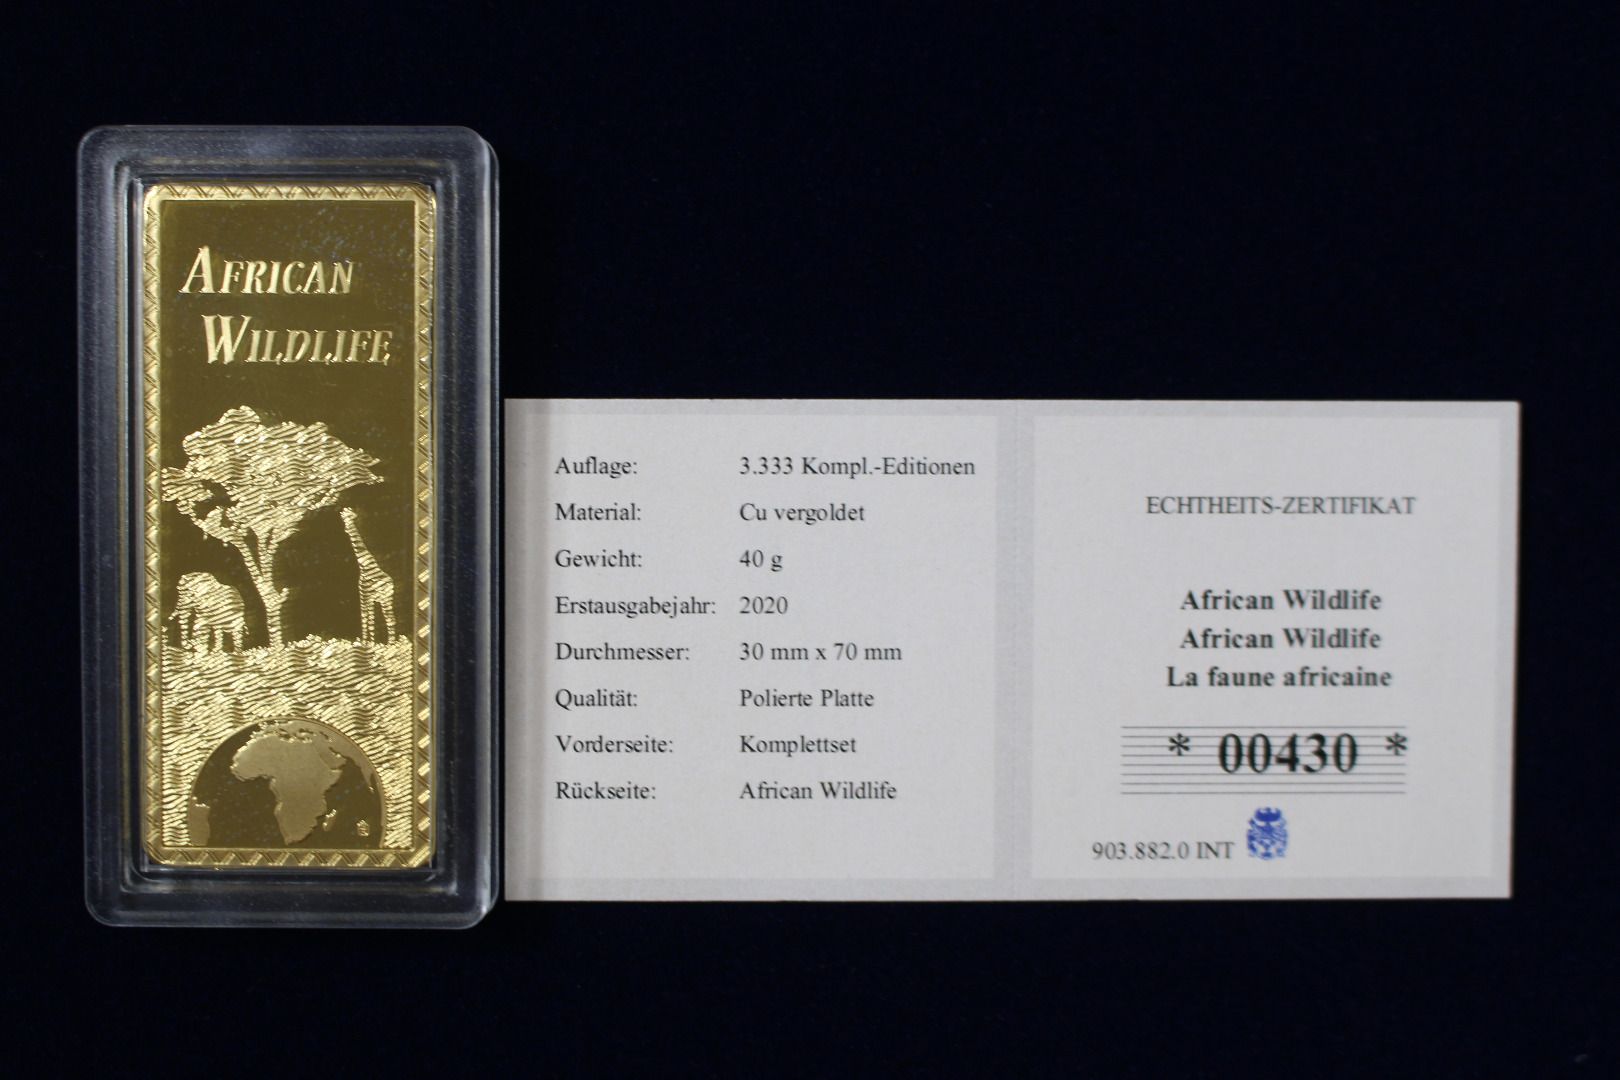 AFRICAN
WILDLIFE
Auflage: 3.333 Kompl.-Editionen
Material: Cu vergoldet
Gewicht: 40 g
Erstausgabejahr: 2020
Durchmesser: 30 mm x 70 mm
Qualität: Polierte Platte
Vorderseite: Komplettset
Rückseite: African Wildlife
ECHTHEITS-ZERTIFIKAT
African Wildlife
African Wildlife
La faune africaine
* 00430 *
903.882.0 INT